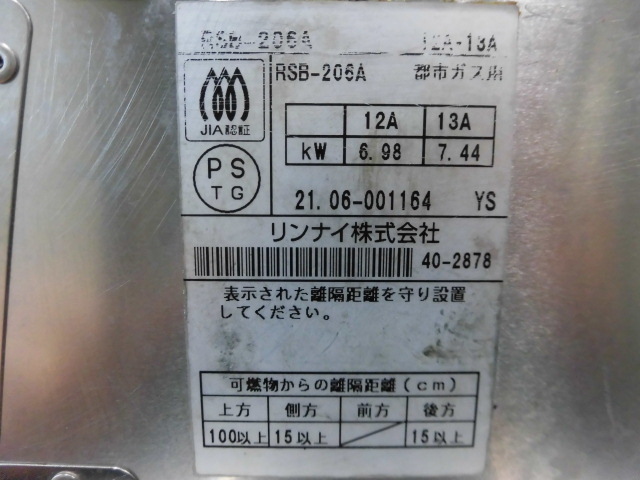 RSB-206A 12A-13A
RSB-206A 都市ガス用
JIA認証
12A 13A
kW 6.98 7.44
PS
TG
21.06-001164 YS
リンナイ株式会社
40-2878
表示された離隔距離を守り設置
してください。
可燃物からの離隔距離(cm)
上方 側方 前方 後方
100以上 15以上 15以上